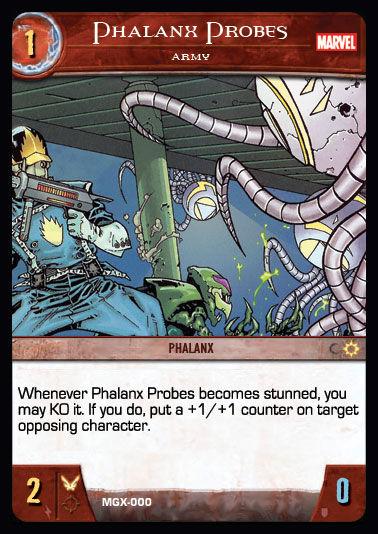 1
Phalanx Probes
MARVEL
ARMY
PHALANX
C
Whenever Phalanx Probes becomes stunned, you
may KO it. If you do, put a +1/+1 counter on target
opposing character.
2
MGX-000
0